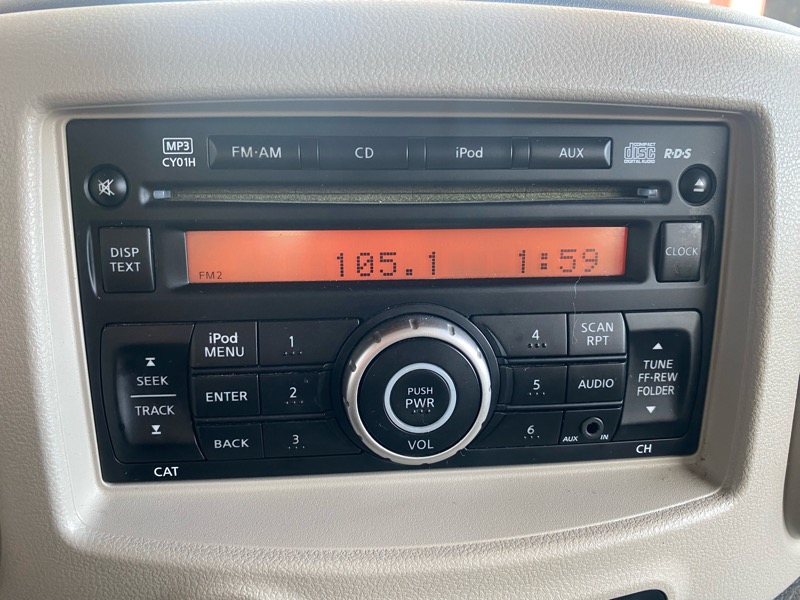 MP3
CY01H
FM·AM
CD
iPod
AUX
COMPACT
disc
DIGITAL AUDIO
R·D·S
DISP
TEXT
FM2
105.1
1:59
CLOCK
SEEK
TRACK
CAT
iPod
MENU
ENTER
BACK
1
2
3
PUSH
PWR
VOL
4
5
6
SCAN
RPT
AUDIO
AUX
IN
TUNE
FF·REW
FOLDER
CH